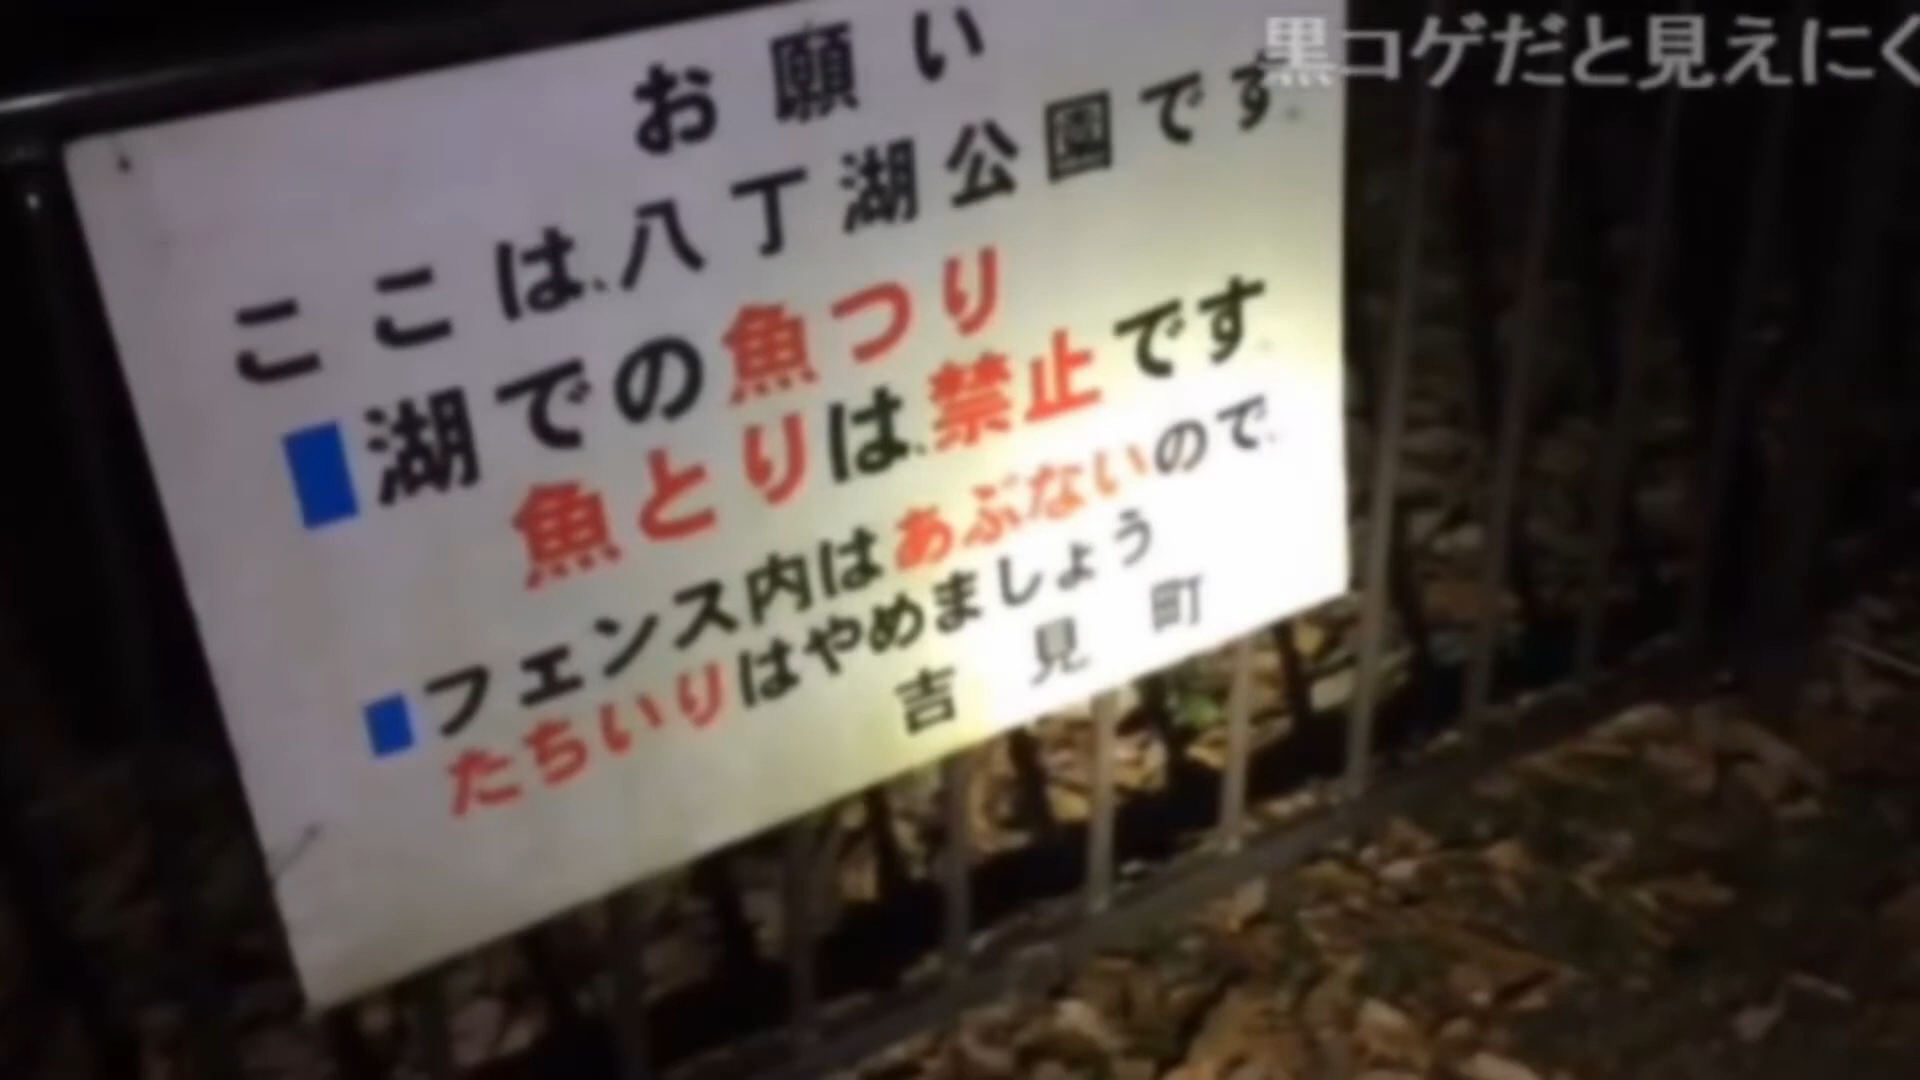 お願い
ここは、八丁湖公園です。
■湖での魚つり
魚とりは、禁止です。
■フェンス内はあぶないので、
たちいりはやめましょう
吉見町
黒コゲだと見えにく